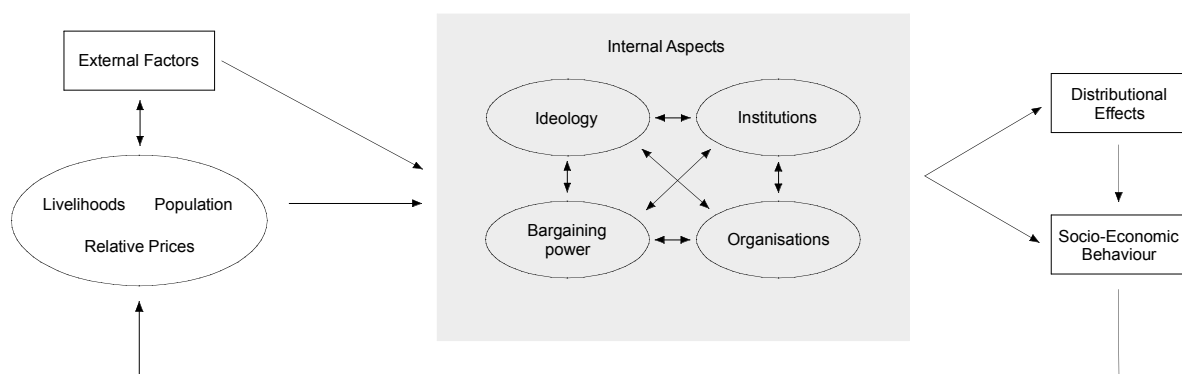 External Factors
Livelihoods Population
Relative Prices
Internal Aspects
Ideology
Institutions
Bargaining
power
Organisations
Distributional
Effects
Socio-Economic
Behaviour